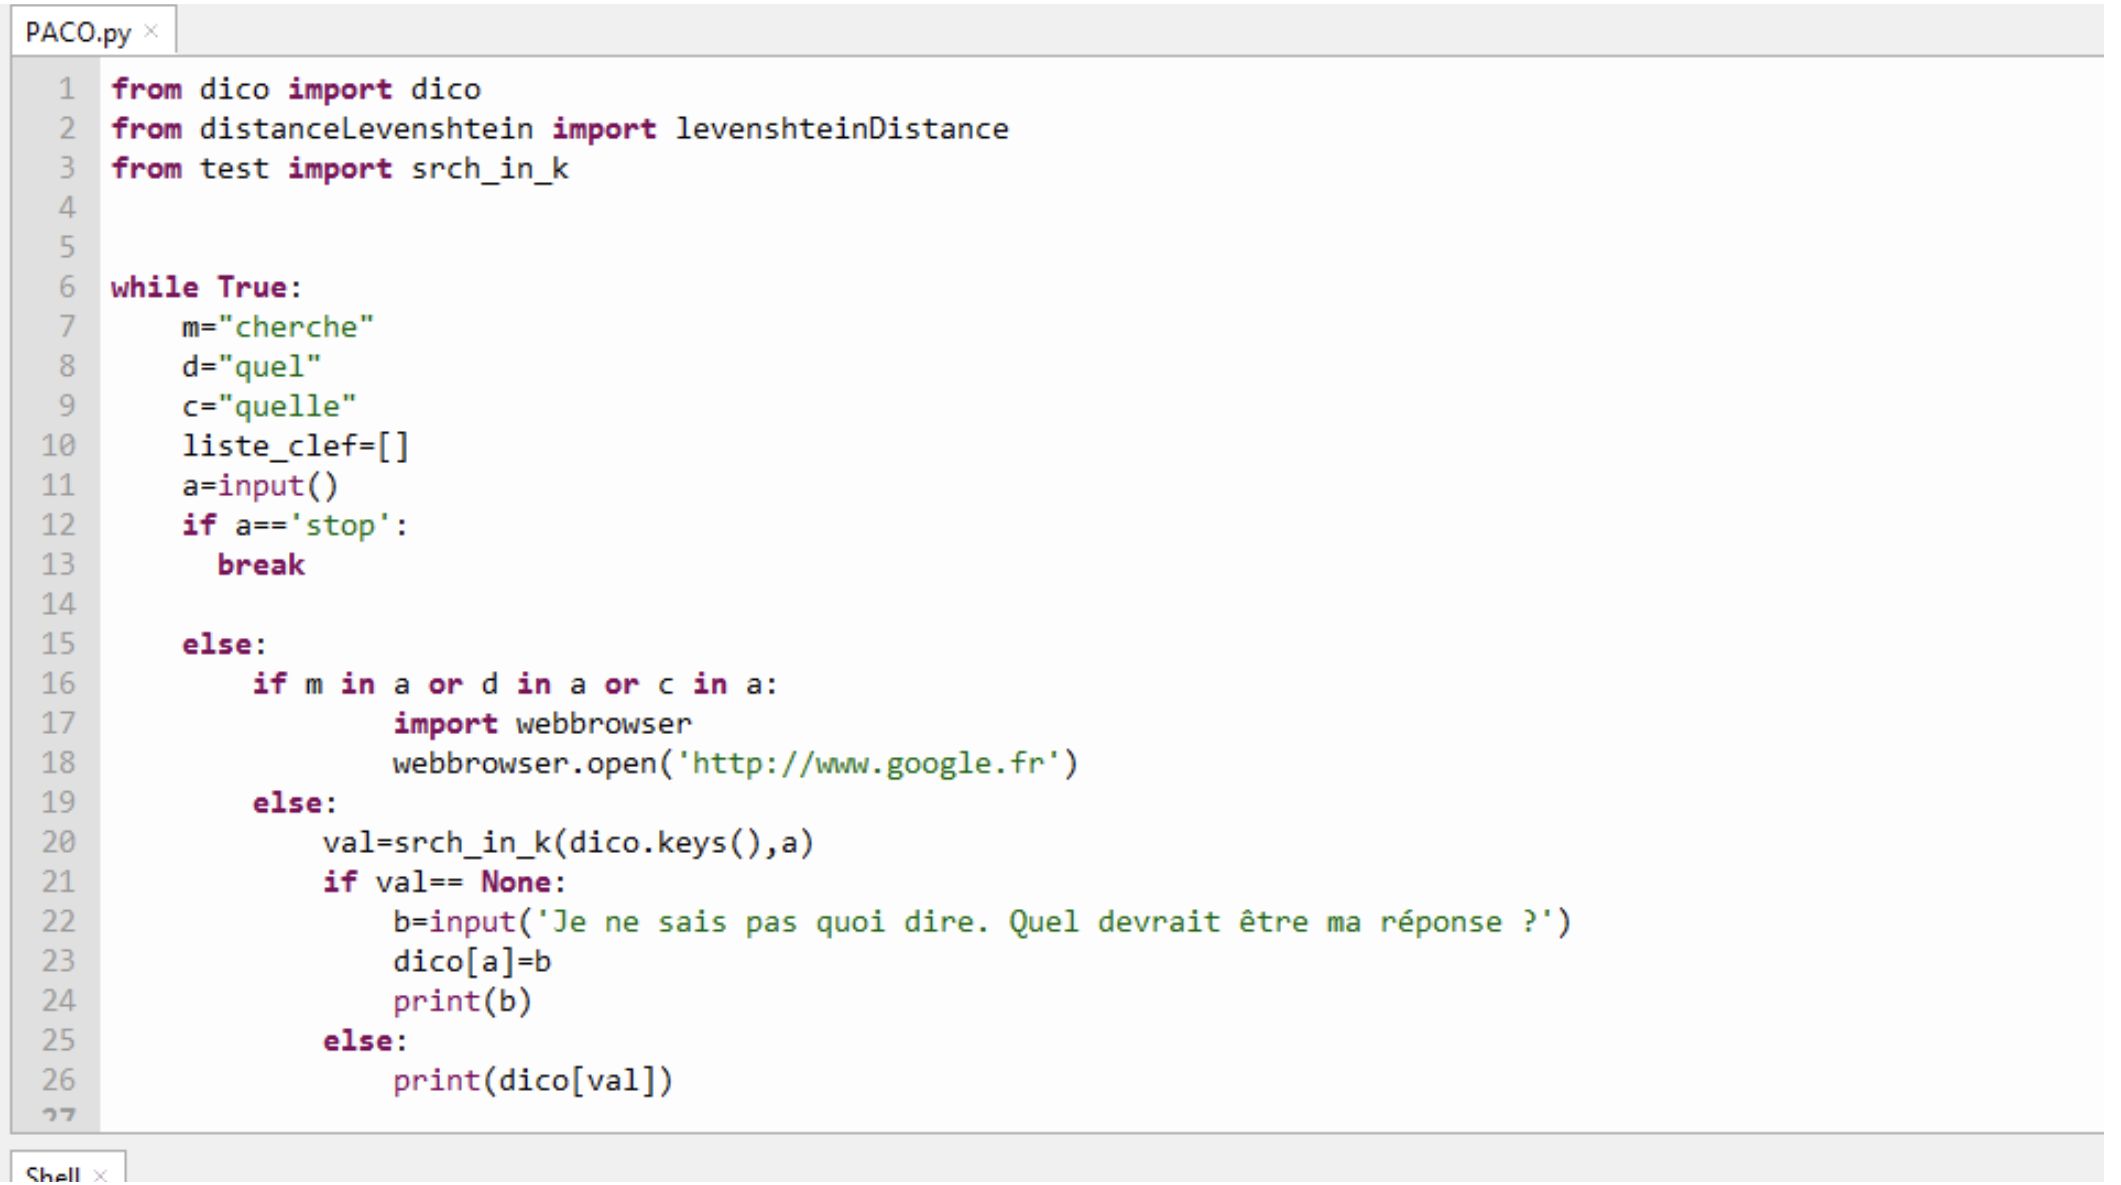 PACO.py ×
1 from dico import dico
2 from distanceLevenshtein import levenshteinDistance
3 from test import srch_in_k
4
5
6 while True:
7     m="cherche"
8     d="quel"
9     c="quelle"
10     liste_clef=[]
11     a=input()
12     if a=='stop':
13       break
14
15     else:
16         if m in a or d in a or c in a:
17                 import webbrowser
18                 webbrowser.open('http://www.google.fr')
19         else:
20             val=srch_in_k(dico.keys(),a)
21             if val== None:
22                 b=input('Je ne sais pas quoi dire. Quel devrait être ma réponse ?')
23                 dico[a]=b
24                 print(b)
25             else:
26                 print(dico[val])
27
Shell ×